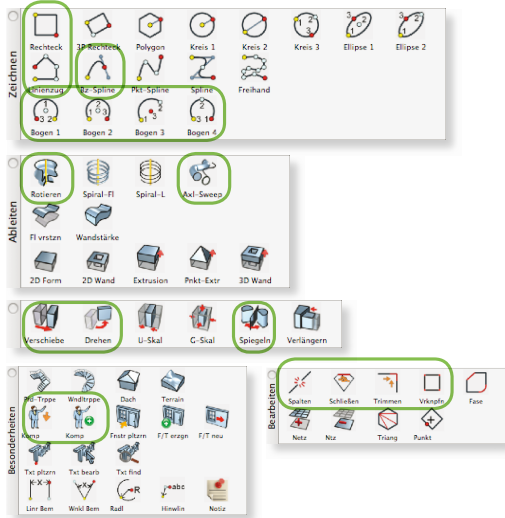 Zeichnen
Rechteck 3P Rechteck Polygon Kreis 1 Kreis 2 Kreis 3 Ellipse 1 Ellipse 2
Linienzug Bz-Spline Pkt-Spline Spline Freihand
Bogen 1 Bogen 2 Bogen 3 Bogen 4
Ableiten
Rotieren Spiral-Fl Spiral-L Axl-Sweep
Fl vrstzn Wandstärke
2D Form 2D Wand Extrusion Pnkt-Extr 3D Wand
Verschiebe Drehen U-Skal G-Skal Spiegeln Verlängern
Besonderheiten
Pfd-Trppe Wndltrppe Dach Terrain
Komp Komp Fnstr pltzrn F/T erzgn F/T neu
Txt pltzrn Txt bearb Txt find
Linr Bem Wnkl Bem Radl Hinwlin Notiz
Bearbeiten
Spalten Schließen Trimmen Vrknpfn Fase
Netz Ntz Triang Punkt